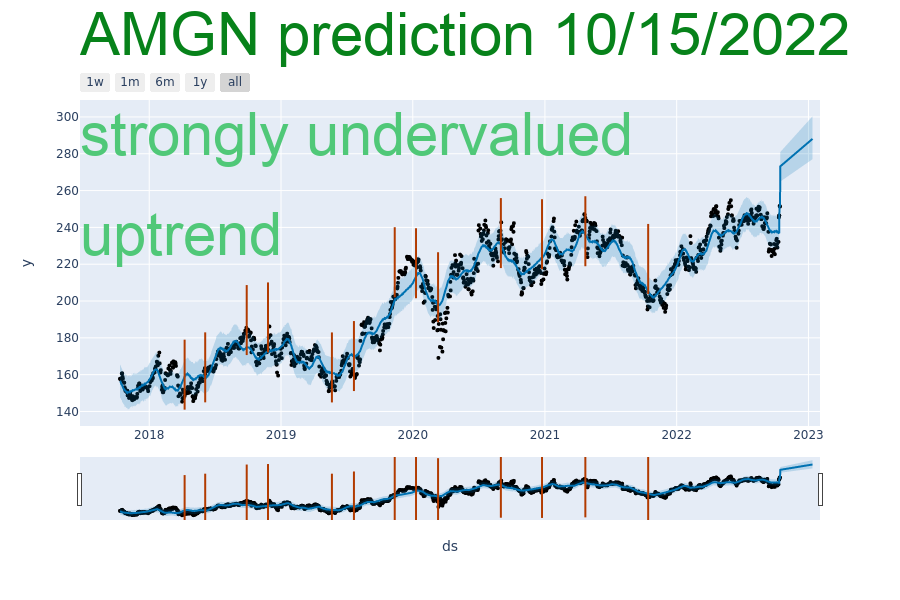 AMGN prediction 10/15/2022
1w 1m 6m 1y all
strongly undervalued
uptrend
300
280
260
240
220
200
180
160
140
y
2018 2019 2020 2021 2022 2023
ds